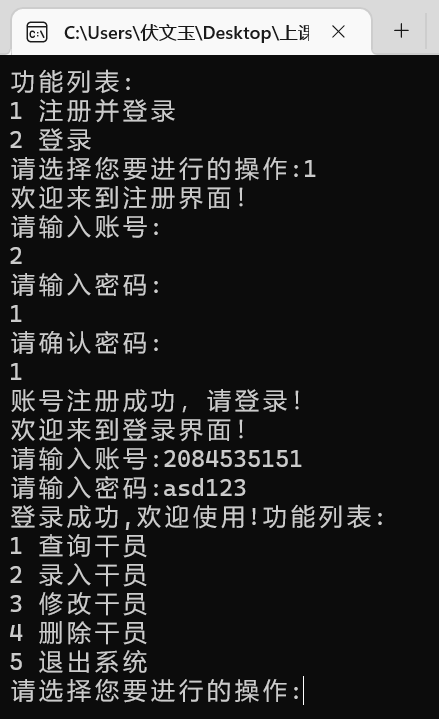 C:\Users\伏文玉\Desktop\上课
功能列表:
1 注册并登录
2 登录
请选择您要进行的操作:1
欢迎来到注册界面!
请输入账号:
2
请输入密码:
1
请确认密码:
1
账号注册成功, 请登录!
欢迎来到登录界面!
请输入账号:2084535151
请输入密码:asd123
登录成功,欢迎使用!功能列表:
1 查询干员
2 录入干员
3 修改干员
4 删除干员
5 退出系统
请选择您要进行的操作: